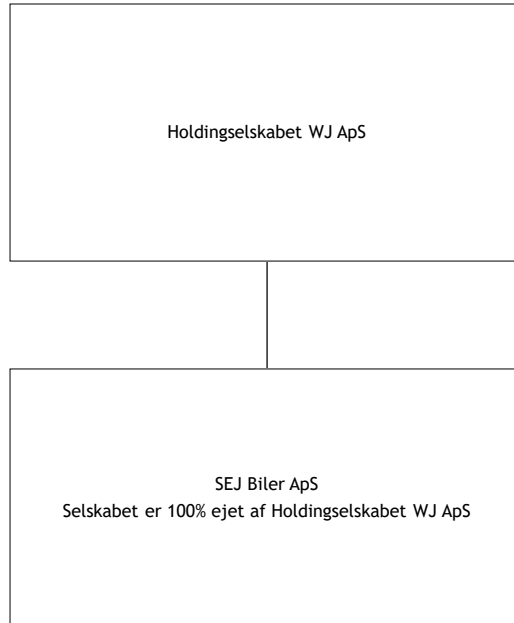 Holdingselskabet WJ ApS
SEJ Biler ApS
Selskabet er 100% ejet af Holdingselskabet WJ ApS